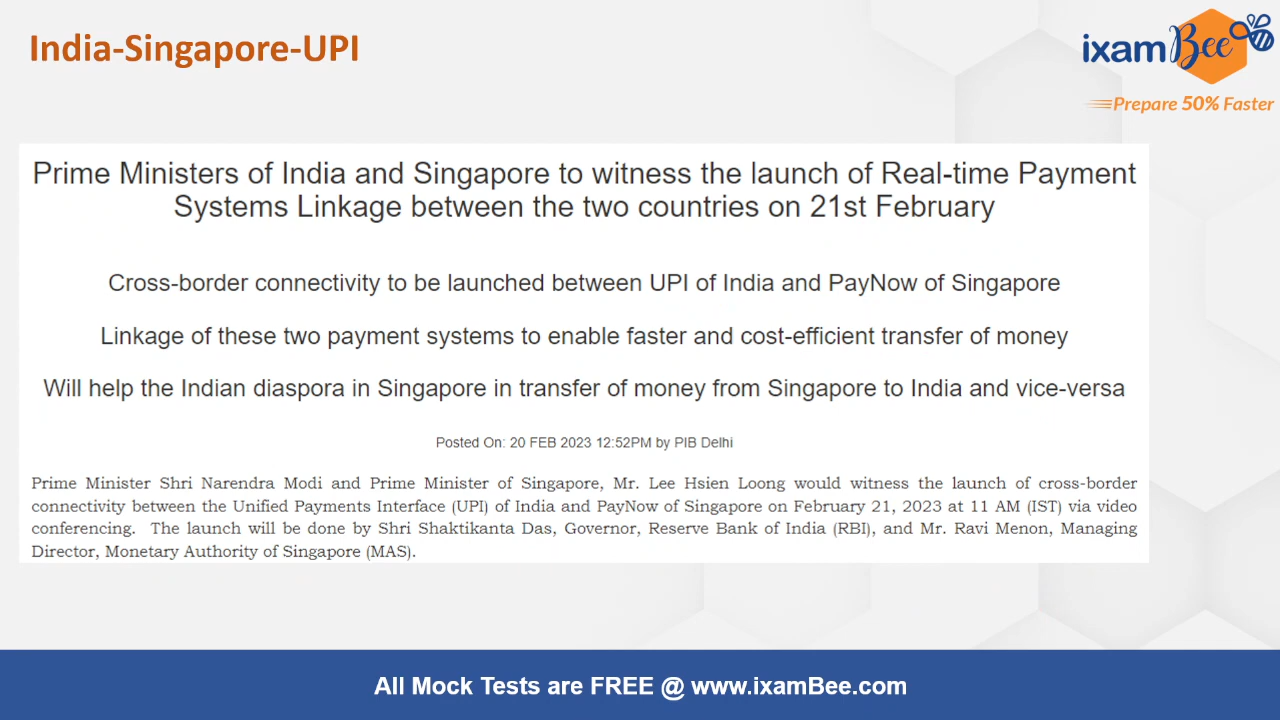 India-Singapore-UPI
ixamBee
Prepare 50% Faster
Prime Ministers of India and Singapore to witness the launch of Real-time Payment
Systems Linkage between the two countries on 21st February
Cross-border connectivity to be launched between UPI of India and PayNow of Singapore
Linkage of these two payment systems to enable faster and cost-efficient transfer of money
Will help the Indian diaspora in Singapore in transfer of money from Singapore to India and vice-versa
Posted On: 20 FEB 2023 12:52PM by PIB Delhi
Prime Minister Shri Narendra Modi and Prime Minister of Singapore, Mr. Lee Hsien Loong would witness the launch of cross-border
connectivity between the Unified Payments Interface (UPI) of India and PayNow of Singapore on February 21, 2023 at 11 AM (IST) via video
conferencing. The launch will be done by Shri Shaktikanta Das, Governor, Reserve Bank of India (RBI), and Mr. Ravi Menon, Managing
Director, Monetary Authority of Singapore (MAS).
All Mock Tests are FREE @ www.ixamBee.com